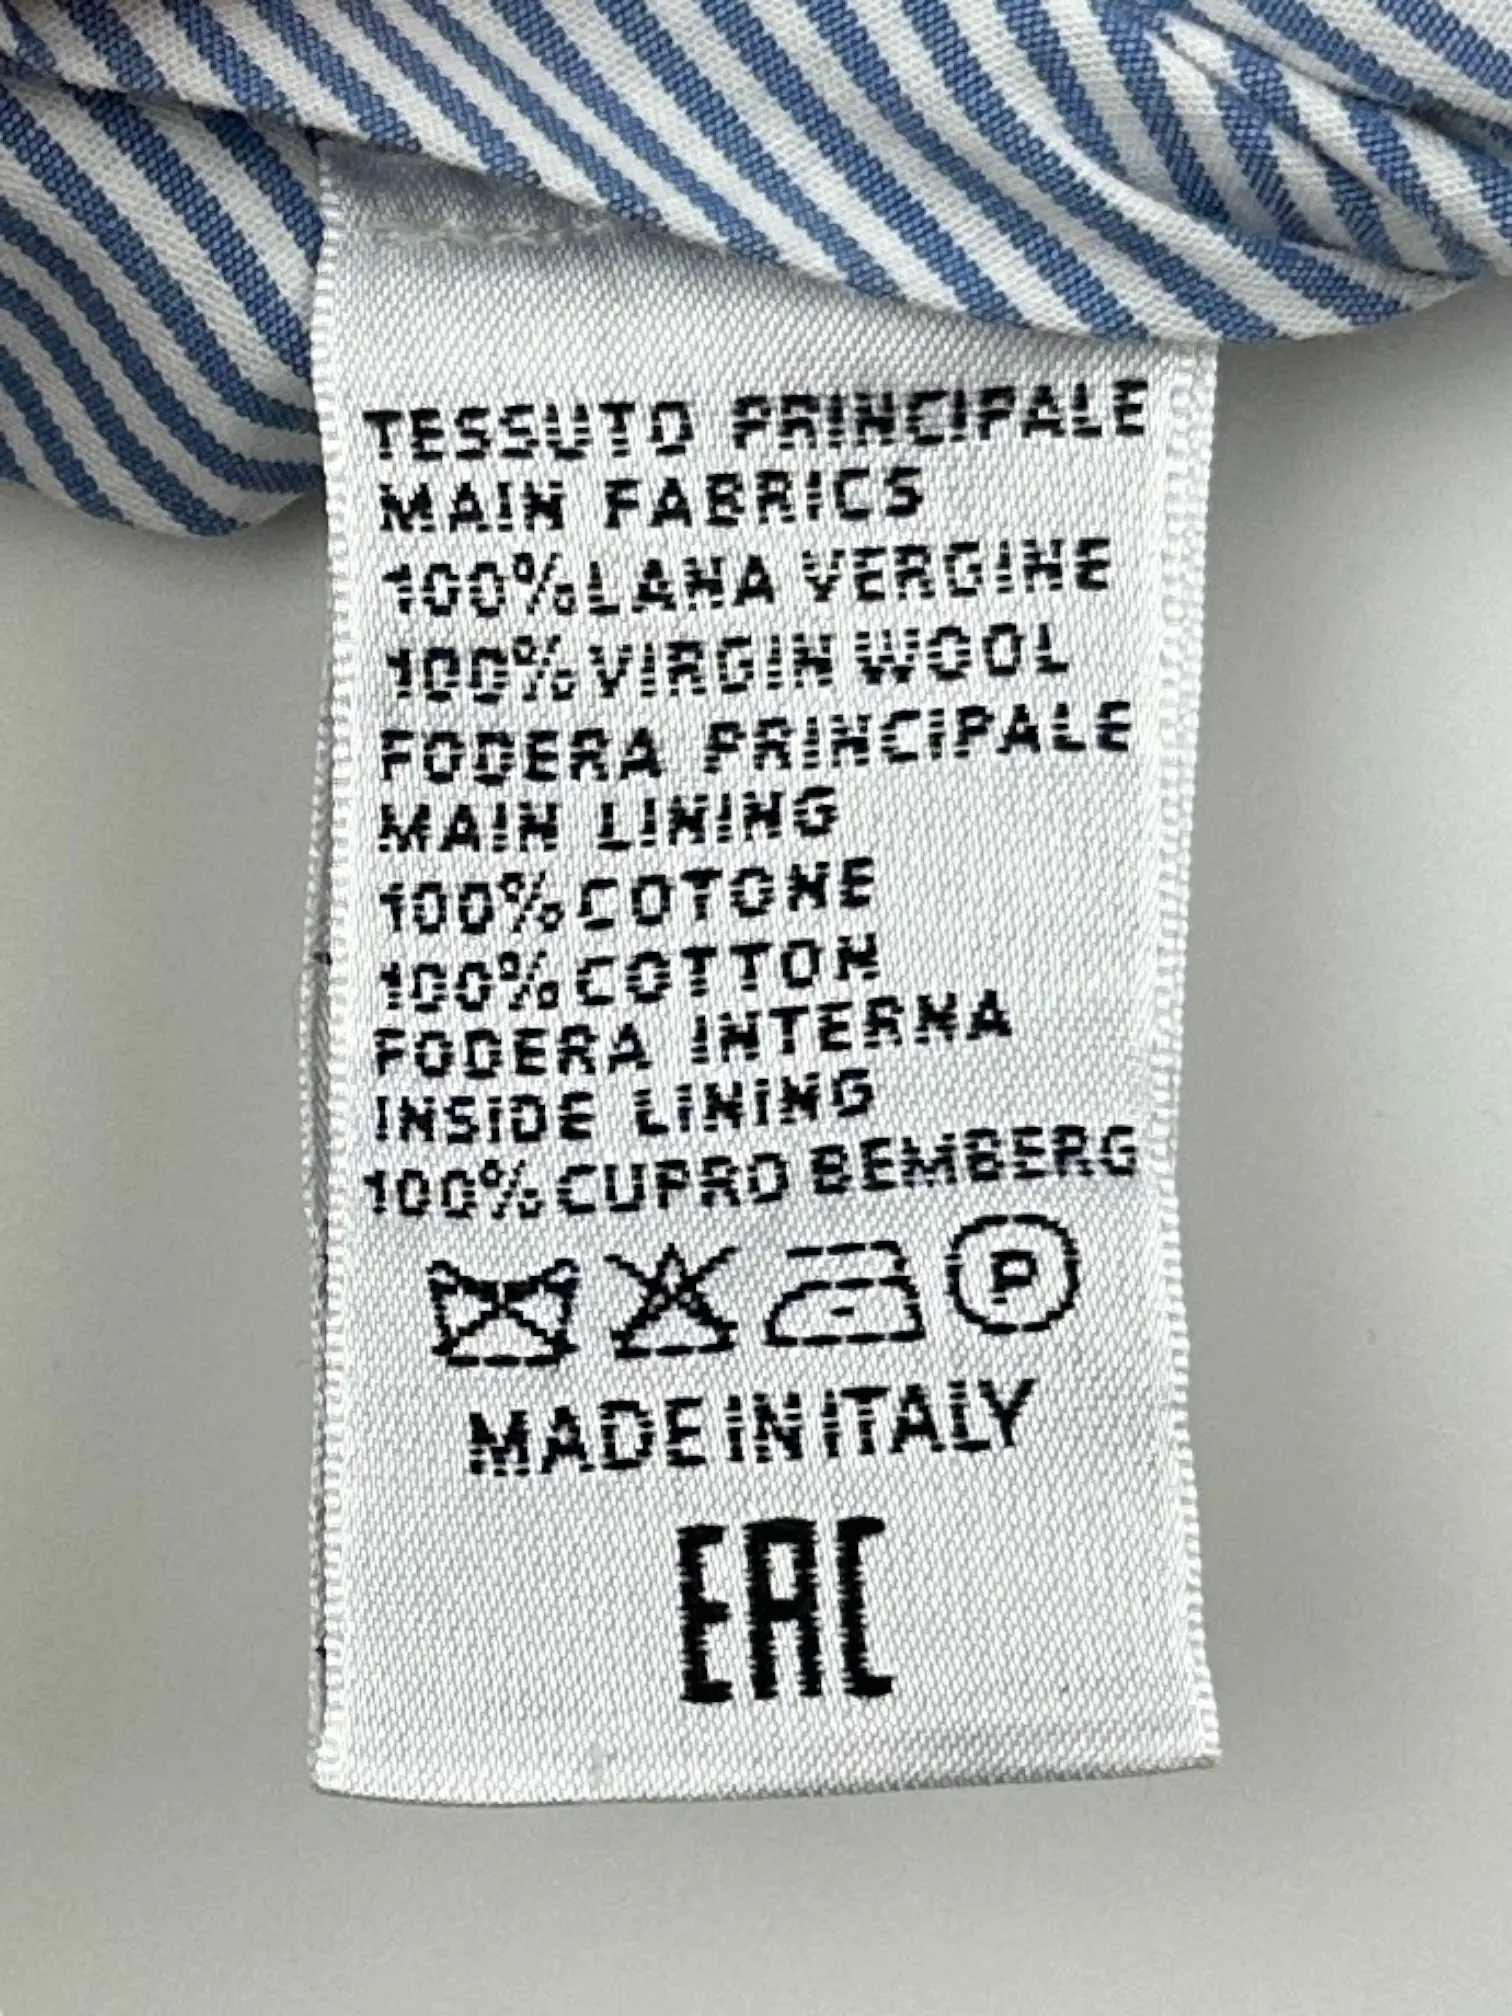 TESSUTO PRINCIPALE
MAIN FABRICS
100% LANA VERGINE
100% VIRGIN WOOL
FODERA PRINCIPALE
MAIN LINING
100% COTONE
100% COTTON
FODERA INTERNA
INSIDE LINING
100% CUPRO BEMBERG
P
MADE IN ITALY
EAC